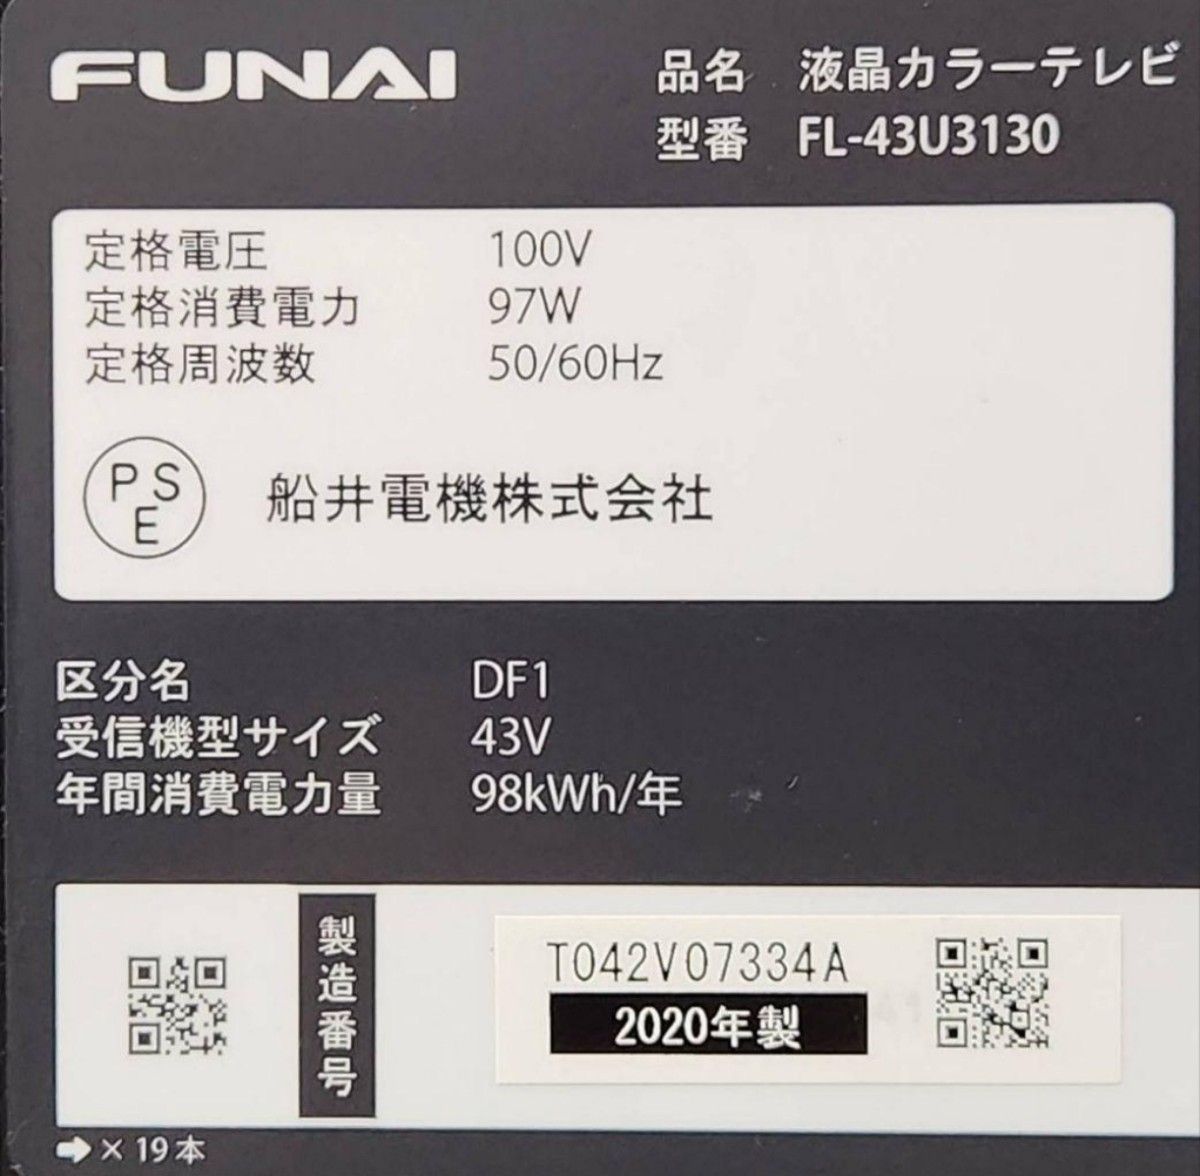 FUNAI
品名 液晶カラーテレビ
型番 FL-43U3130
定格電圧 100V
定格消費電力 97W
定格周波数 50/60Hz
PSE 船井電機株式会社
区分名 DF1
受信機型サイズ 43V
年間消費電力量 98kWh/年
製造番号
T042V07334A
2020年製
➡×19本